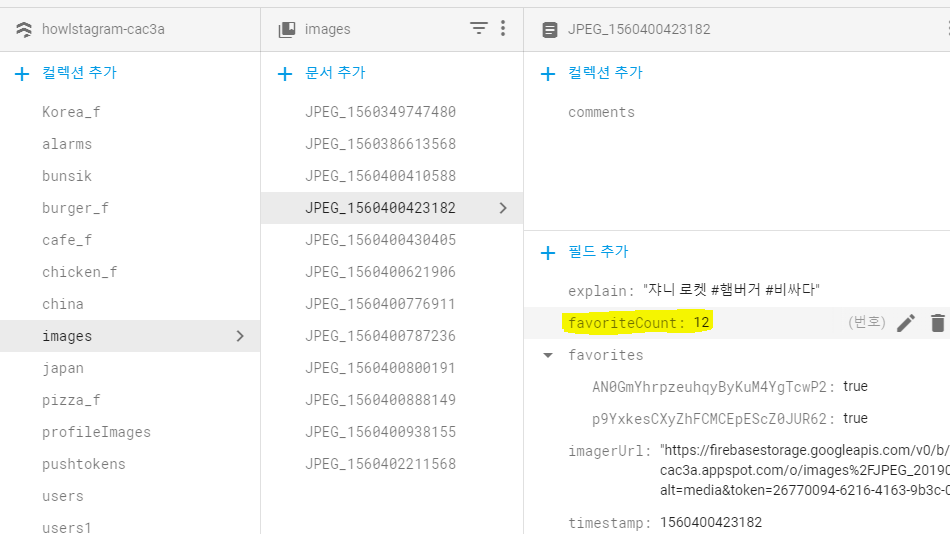 howlstagram-cac3a
컬렉션 추가
Korea_f
alarms
bunsik
burger_f
cafe_f
chicken_f
china
images
japan
pizza_f
profileImages
pushtokens
users
users1
images
문서 추가
JPEG_1560349747480
JPEG_1560386613568
JPEG_1560400410588
JPEG_1560400423182
JPEG_1560400430405
JPEG_1560400621906
JPEG_1560400776911
JPEG_1560400787236
JPEG_1560400800191
JPEG_1560400888149
JPEG_1560400938155
JPEG_1560402211568
JPEG_1560400423182
컬렉션 추가
comments
필드 추가
explain: "쟈니 로켓 #햄버거 #비싸다"
favoriteCount: 12 (번호)
favorites
AN0GmYhrpzeuhqyByKuM4YgTcwP2: true
p9YxkesCXyZhFCMCEpEScZ0JUR62: true
imagerUrl: "https://firebasestorage.googleapis.com/v0/b/
cac3a.appspot.com/o/images%2FJPEG_20190
alt=media&token=26770094-6216-4163-9b3c-0
timestamp: 1560400423182